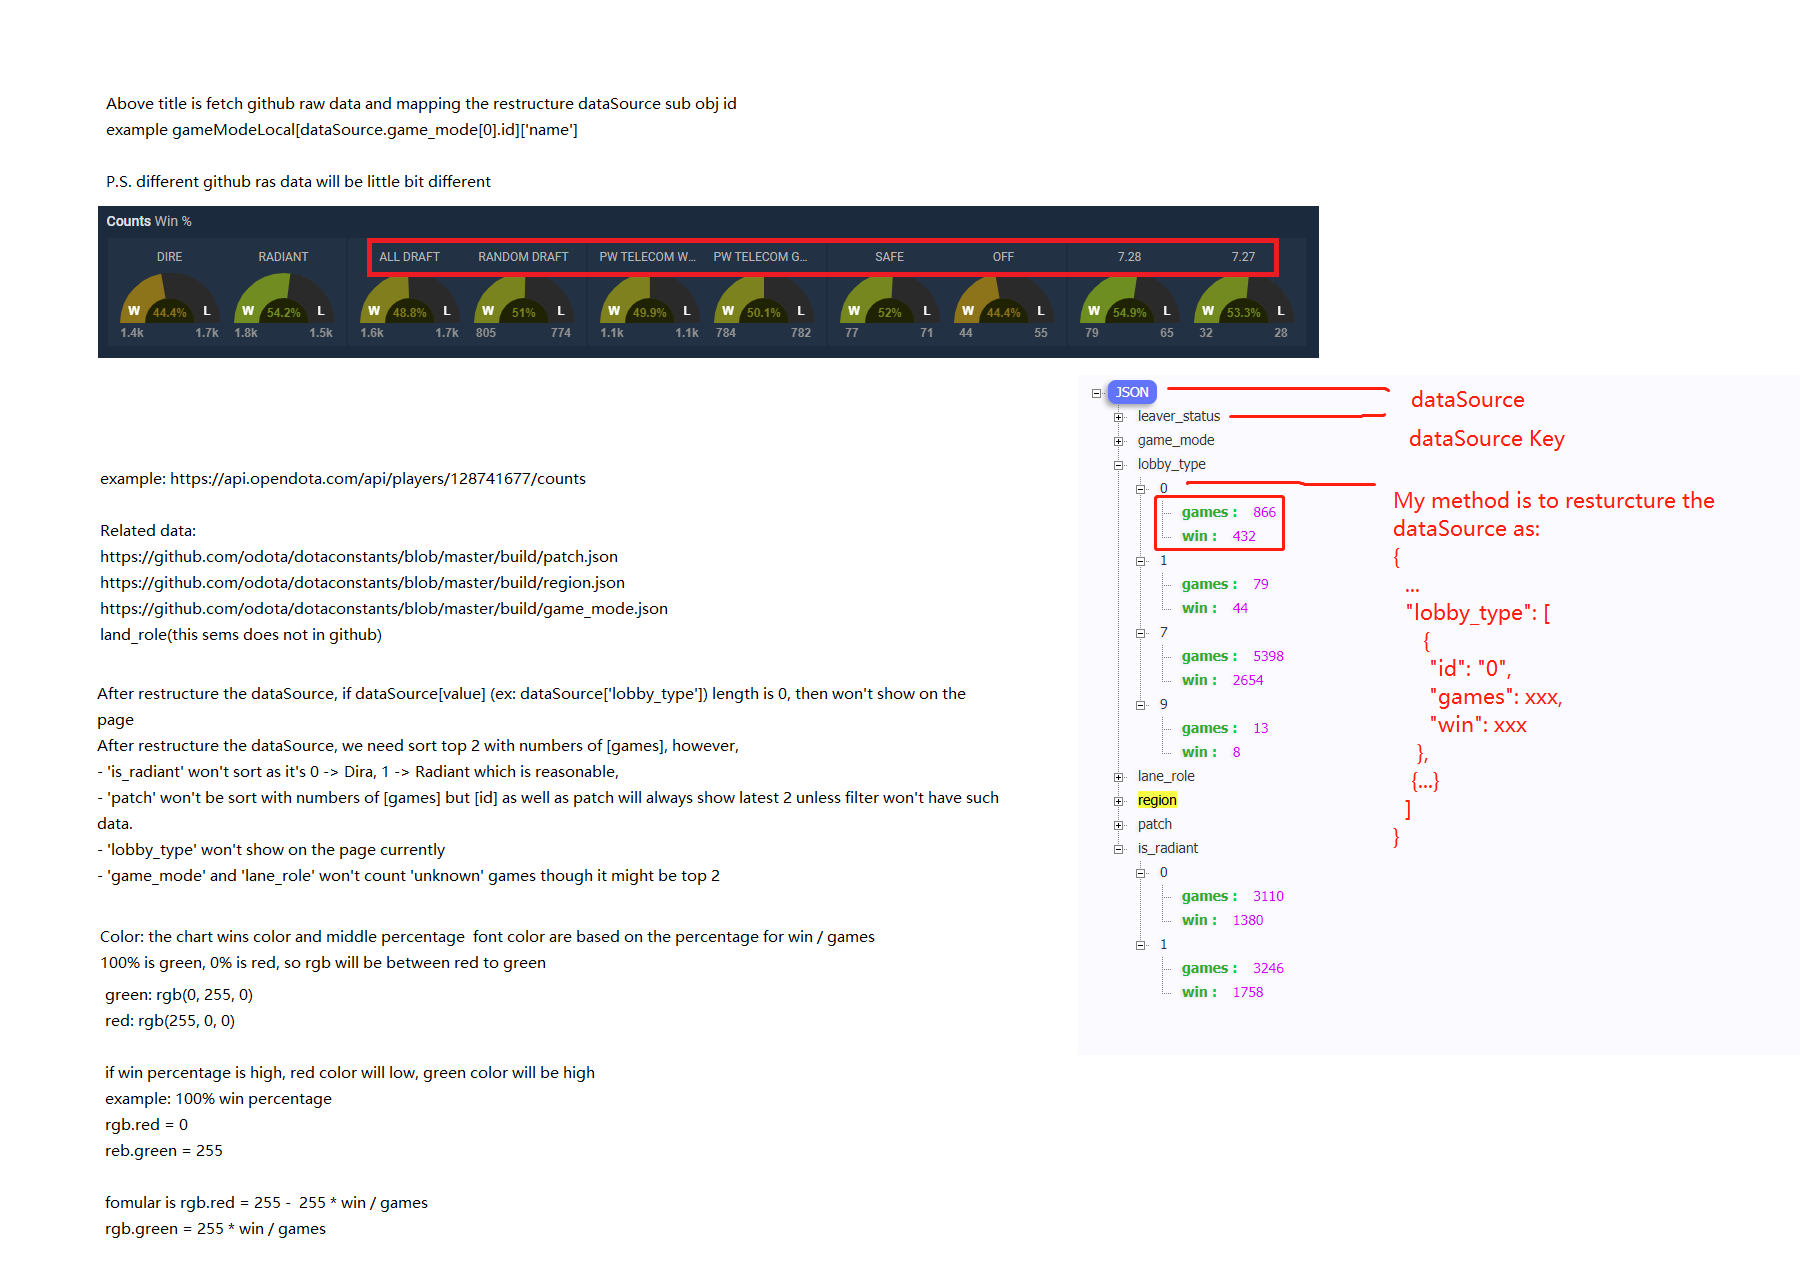 Above title is fetch github raw data and mapping the restructure dataSource sub obj id
example gameModeLocal[dataSource.game_mode[0].id]['name']
P.S. different github ras data will be little bit different
Counts Win %
DIRE
RADIANT
ALL DRAFT
RANDOM DRAFT
PW TELECOM W...
PW TELECOM G...
SAFE
OFF
7.28
7.27
W 44.4% L
W 54.2% L
W 48.8% L
W 51% L
W 49.9% L
W 50.1% L
W 52% L
W 44.4% L
W 54.9% L
W 53.3% L
1.4k 1.7k
1.8k 1.5k
1.6k 1.7k
805 774
1.1k 1.1k
784 782
77 71
44 55
79 65
32 28
example: https://api.opendota.com/api/players/128741677/counts
Related data:
https://github.com/odota/dotaconstants/blob/master/build/patch.json
https://github.com/odota/dotaconstants/blob/master/build/region.json
https://github.com/odota/dotaconstants/blob/master/build/game_mode.json
land_role(this sems does not in github)
After restructure the dataSource, if dataSource[value] (ex: dataSource['lobby_type']) length is 0, then won't show on the
page
After restructure the dataSource, we need sort top 2 with numbers of [games], however,
- 'is_radiant' won't sort as it's 0 -> Dira, 1 -> Radiant which is reasonable,
- 'patch' won't be sort with numbers of [games] but [id] as well as patch will always show latest 2 unless filter won't have such
data.
- 'lobby_type' won't show on the page currently
- 'game_mode' and 'lane_role' won't count 'unknown' games though it might be top 2
Color: the chart wins color and middle percentage  font color are based on the percentage for win / games
100% is green, 0% is red, so rgb will be between red to green
green: rgb(0, 255, 0)
red: rgb(255, 0, 0)
if win percentage is high, red color will low, green color will be high
example: 100% win percentage
rgb.red = 0
reb.green = 255
fomular is rgb.red = 255 -  255 * win / games
rgb.green = 255 * win / games
JSON
leaver_status
game_mode
lobby_type
0
games : 866
win : 432
1
games : 79
win : 44
7
games : 5398
win : 2654
9
games : 13
win : 8
lane_role
region
patch
is_radiant
0
games : 3110
win : 1380
1
games : 3246
win : 1758
dataSource
dataSource Key
My method is to resturcture the
dataSource as:
{
...
"lobby_type": [
{
"id": "0",
"games": xxx,
"win": xxx
},
{...}
]
}